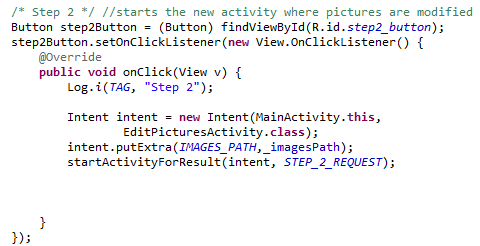 /* Step 2 */ //starts the new activity where pictures are modified
Button step2Button = (Button) findViewById(R.id.step2_button);
step2Button.setOnClickListener(new View.OnClickListener() {
@Override
public void onClick(View v) {
Log.i(TAG, "Step 2");
Intent intent = new Intent(MainActivity.this,
EditPicturesActivity.class);
intent.putExtra(IMAGES_PATH,_imagesPath);
startActivityForResult(intent, STEP_2_REQUEST);
}
});